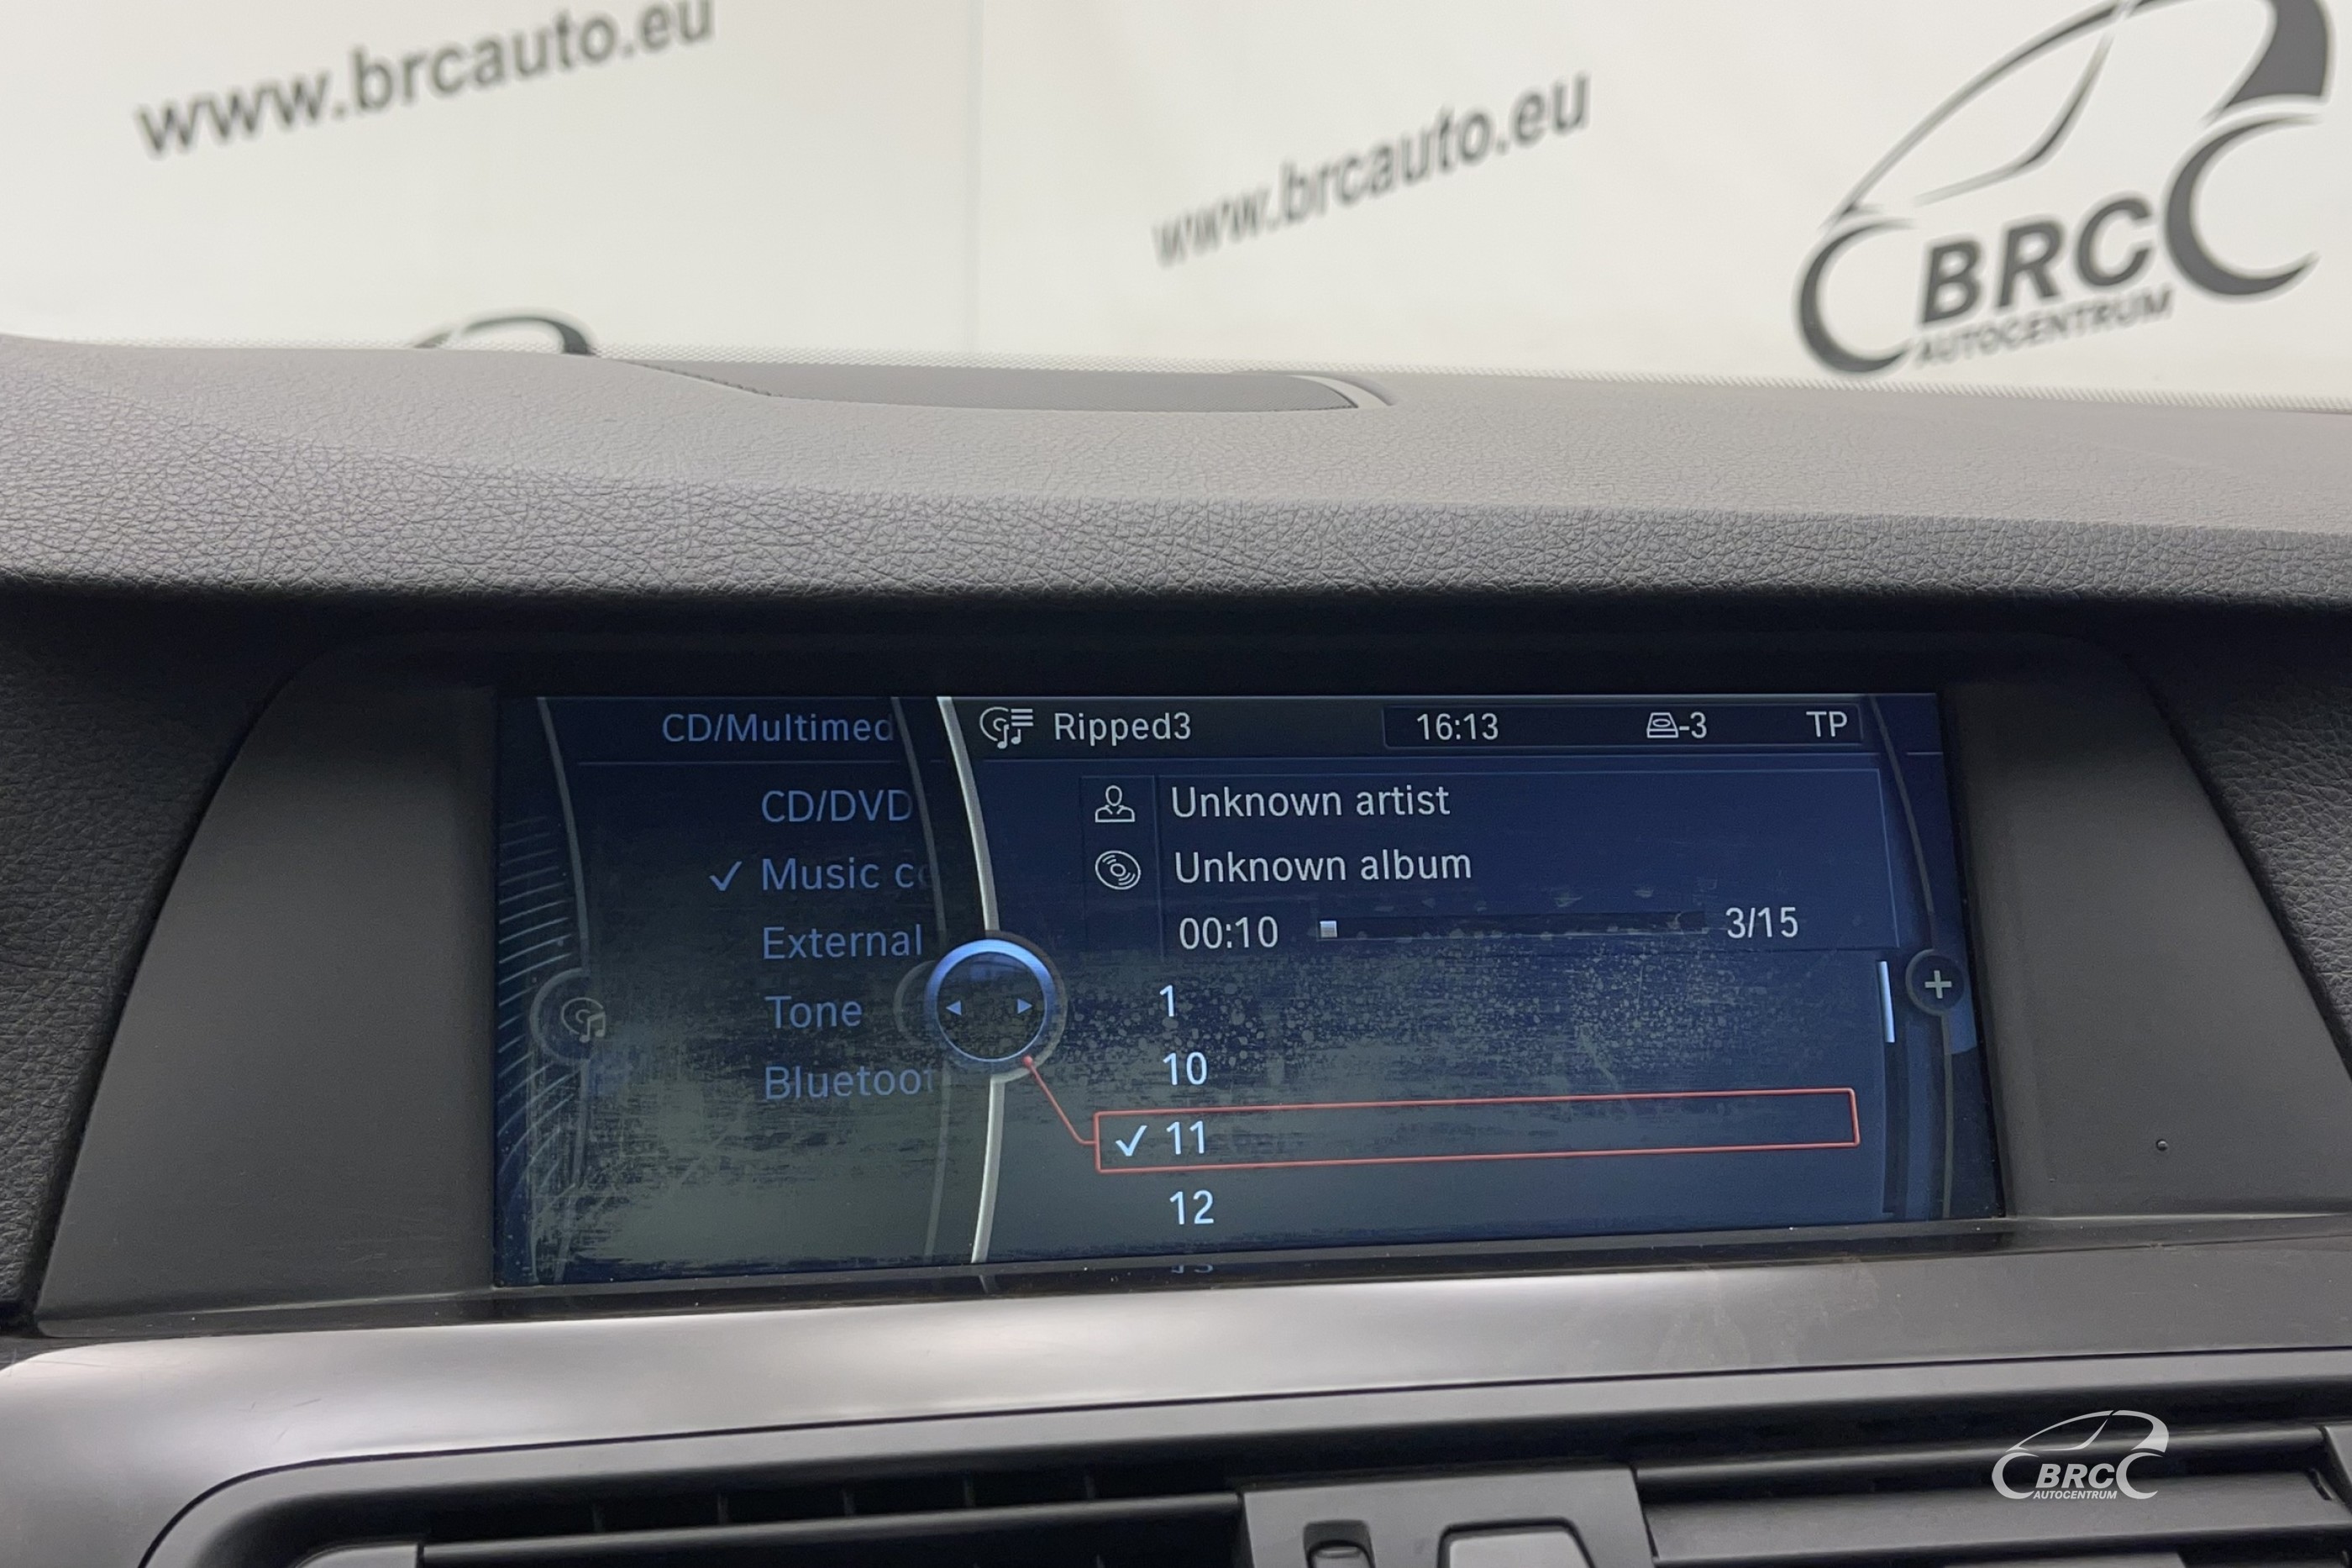 www.brcauto.eu
www.brcauto.eu
BRC
AUTOCENTRUM
CD/Multimed
Ripped3
16:13
-3
TP
CD/DVD
Music
External
Tone
Bluetoo
Unknown artist
Unknown album
00:10
3/15
1
10
11
12
BRC
AUTOCENTRUM